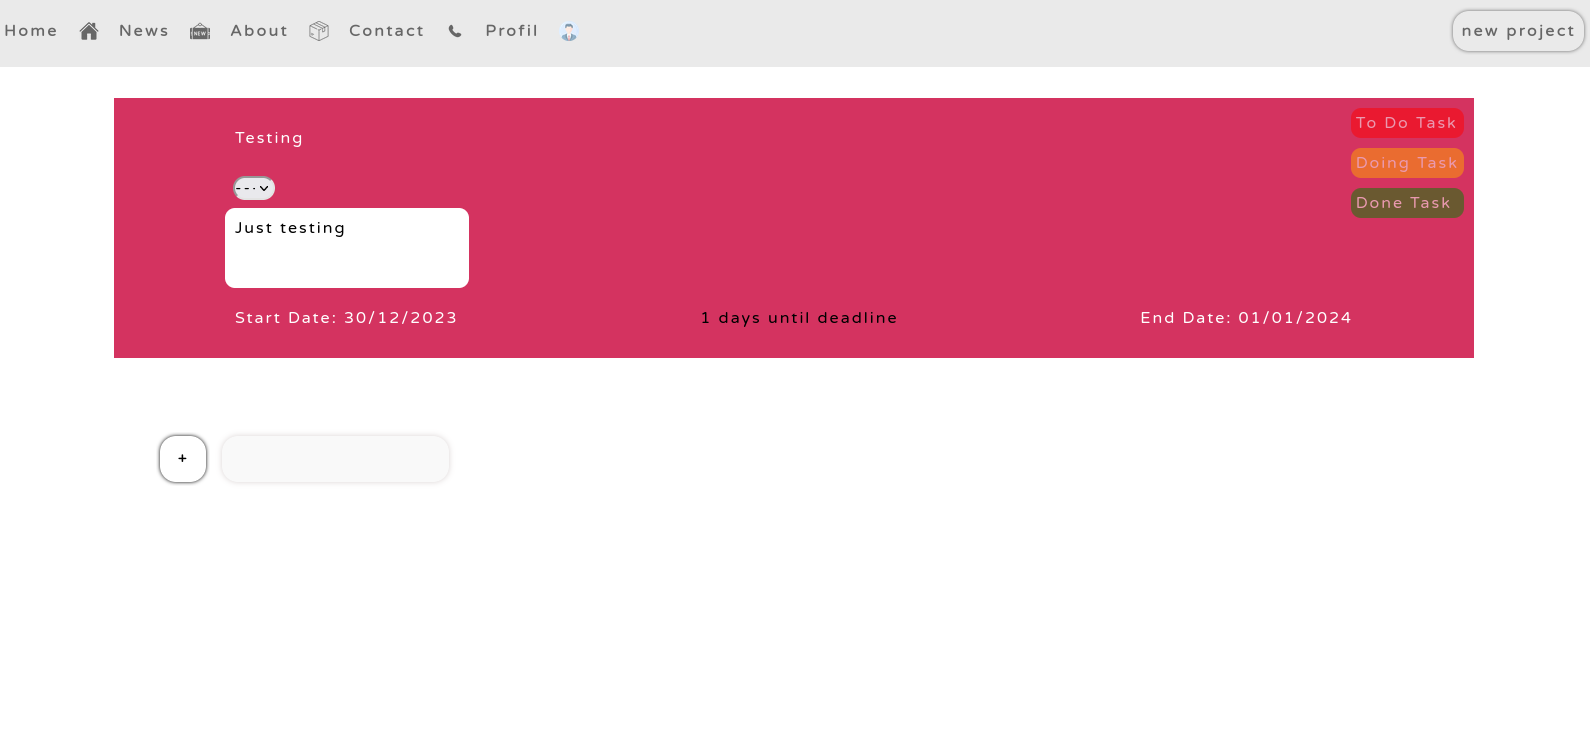 Home News NEW About Contact Profil new project
Testing
To Do Task
Doing Task
Done Task
--·
Just testing
Start Date: 30/12/2023 1 days until deadline End Date: 01/01/2024
+